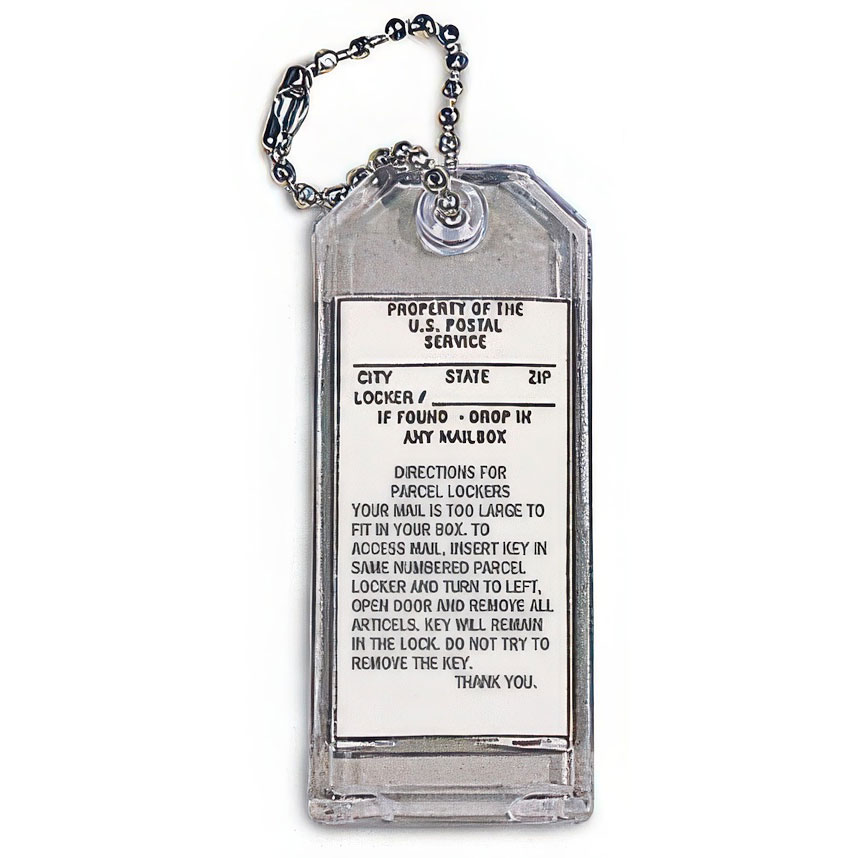 PROPERTY OF THE
U.S. POSTAL
SERVICE
CITY STATE ZIP
LOCKER /
IF FOUND - DROP IN
ANY MAILBOX
DIRECTIONS FOR
PARCEL LOCKERS
YOUR MAIL IS TOO LARGE TO
FIT IN YOUR BOX. TO
ACCESS MAIL, INSERT KEY IN
SAME NUMBERED PARCEL
LOCKER AND TURN TO LEFT,
OPEN DOOR AND REMOVE ALL
ARTICELS. KEY WILL REMAIN
IN THE LOCK. DO NOT TRY TO
REMOVE THE KEY.
THANK YOU.